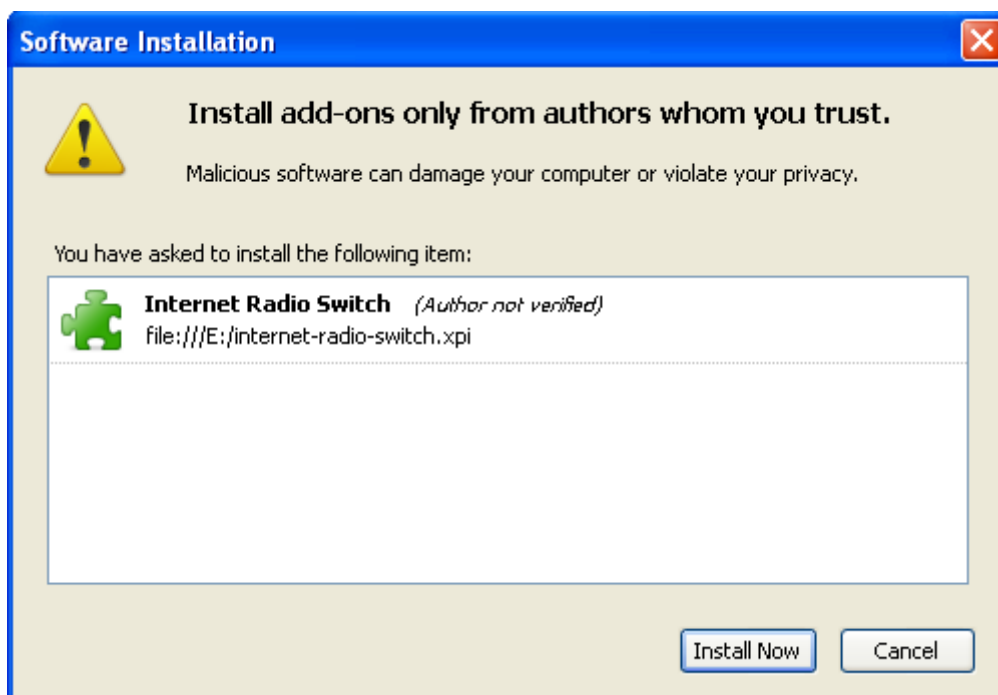 Software Installation
Install add-ons only from authors whom you trust.
Malicious software can damage your computer or violate your privacy.
You have asked to install the following item:
Internet Radio Switch (Author not verified)
file:///E:/internet-radio-switch.xpi
Install Now Cancel